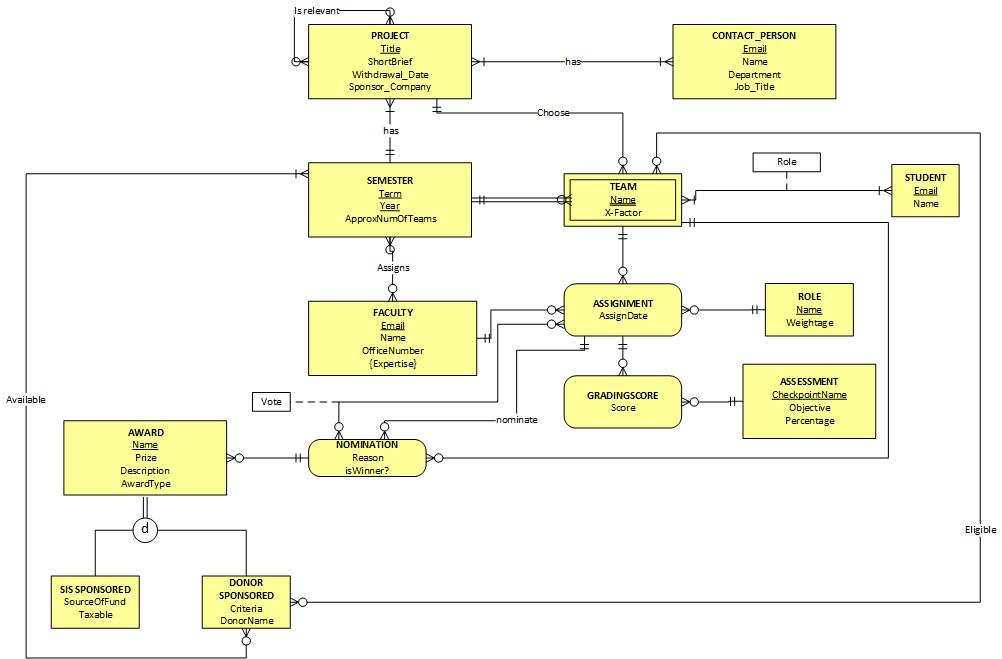 Is relevant
PROJECT
Title
ShortBrief
Withdrawal_Date
Sponsor_Company
has
CONTACT_PERSON
Email
Name
Department
Job_Title
Choose
has
SEMESTER
Term
Year
ApproxNumOfTeams
TEAM
Name
X-Factor
Role
STUDENT
Email
Name
Assigns
FACULTY
Email
Name
OfficeNumber
{Expertise}
ASSIGNMENT
AssignDate
ROLE
Name
Weightage
GRADINGSCORE
Score
ASSESSMENT
CheckpointName
Objective
Percentage
Available
Vote
nominate
AWARD
Name
Prize
Description
AwardType
NOMINATION
Reason
isWinner?
d
Eligible
SIS SPONSORED
SourceOfFund
Taxable
DONOR
SPONSORED
Criteria
DonorName